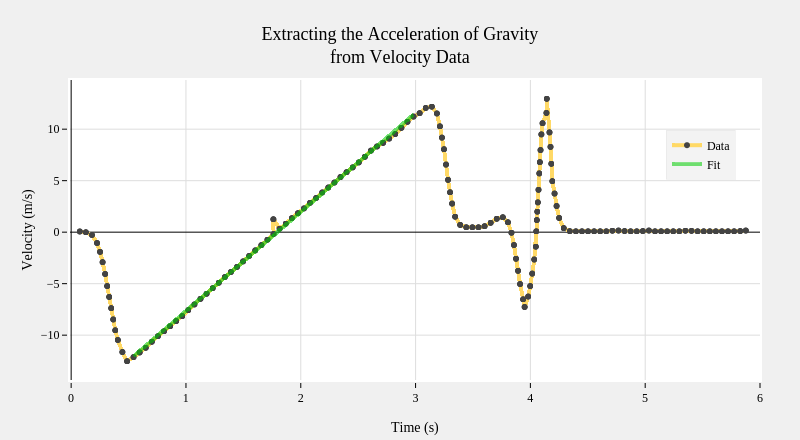 Extracting the Acceleration of Gravity
from Velocity Data
Velocity (m/s)
10
5
0
−5
−10
Data
Fit
0 1 2 3 4 5 6
Time (s)